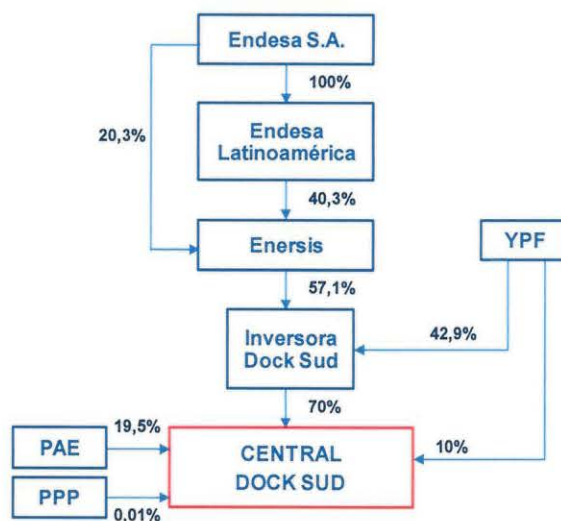 Endesa S.A.
100%
20,3%
Endesa
Latinoamérica
40,3%
Enersis
YPF
57,1%
Inversora
Dock Sud
42,9%
70%
19,5%
PAE
CENTRAL
DOCK SUD
10%
PPP
0,01%